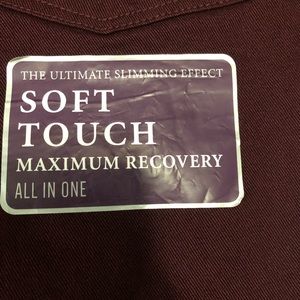 THE ULTIMATE SLIMMING EFFECT
SOFT
TOUCH
MAXIMUM RECOVERY
ALL IN ONE